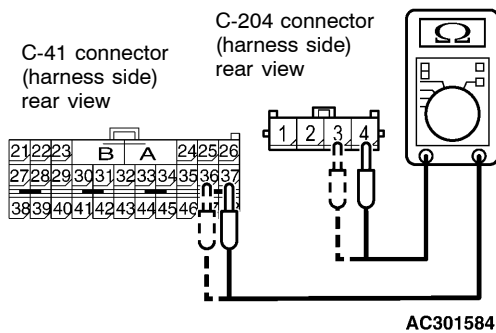 C-204 connector
(harness side)
rear view
Ω
C-41 connector
(harness side)
rear view
1 2 3 4
21 22 23 B A 24 25 26
27 28 29 30 31 32 33 34 35 36 37
38 39 40 41 42 43 44 45 46
AC301584